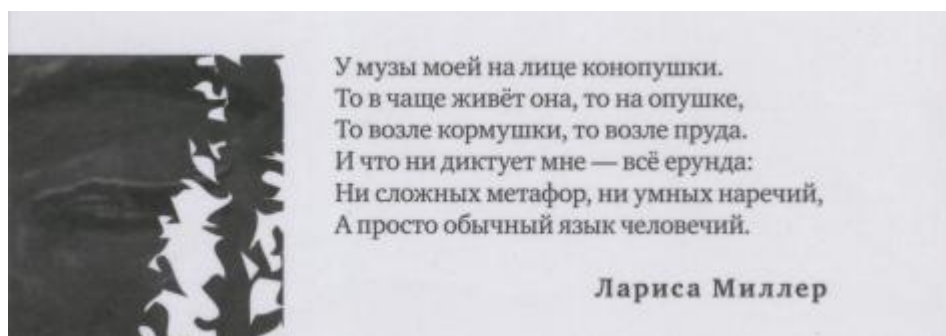 У музы моей на лице конопушки.
То в чаще живёт она, то на опушке,
То возле кормушки, то возле пруда.
И что ни диктует мне — всё ерунда:
Ни сложных метафор, ни умных наречий,
А просто обычный язык человечий.
Лариса Миллер